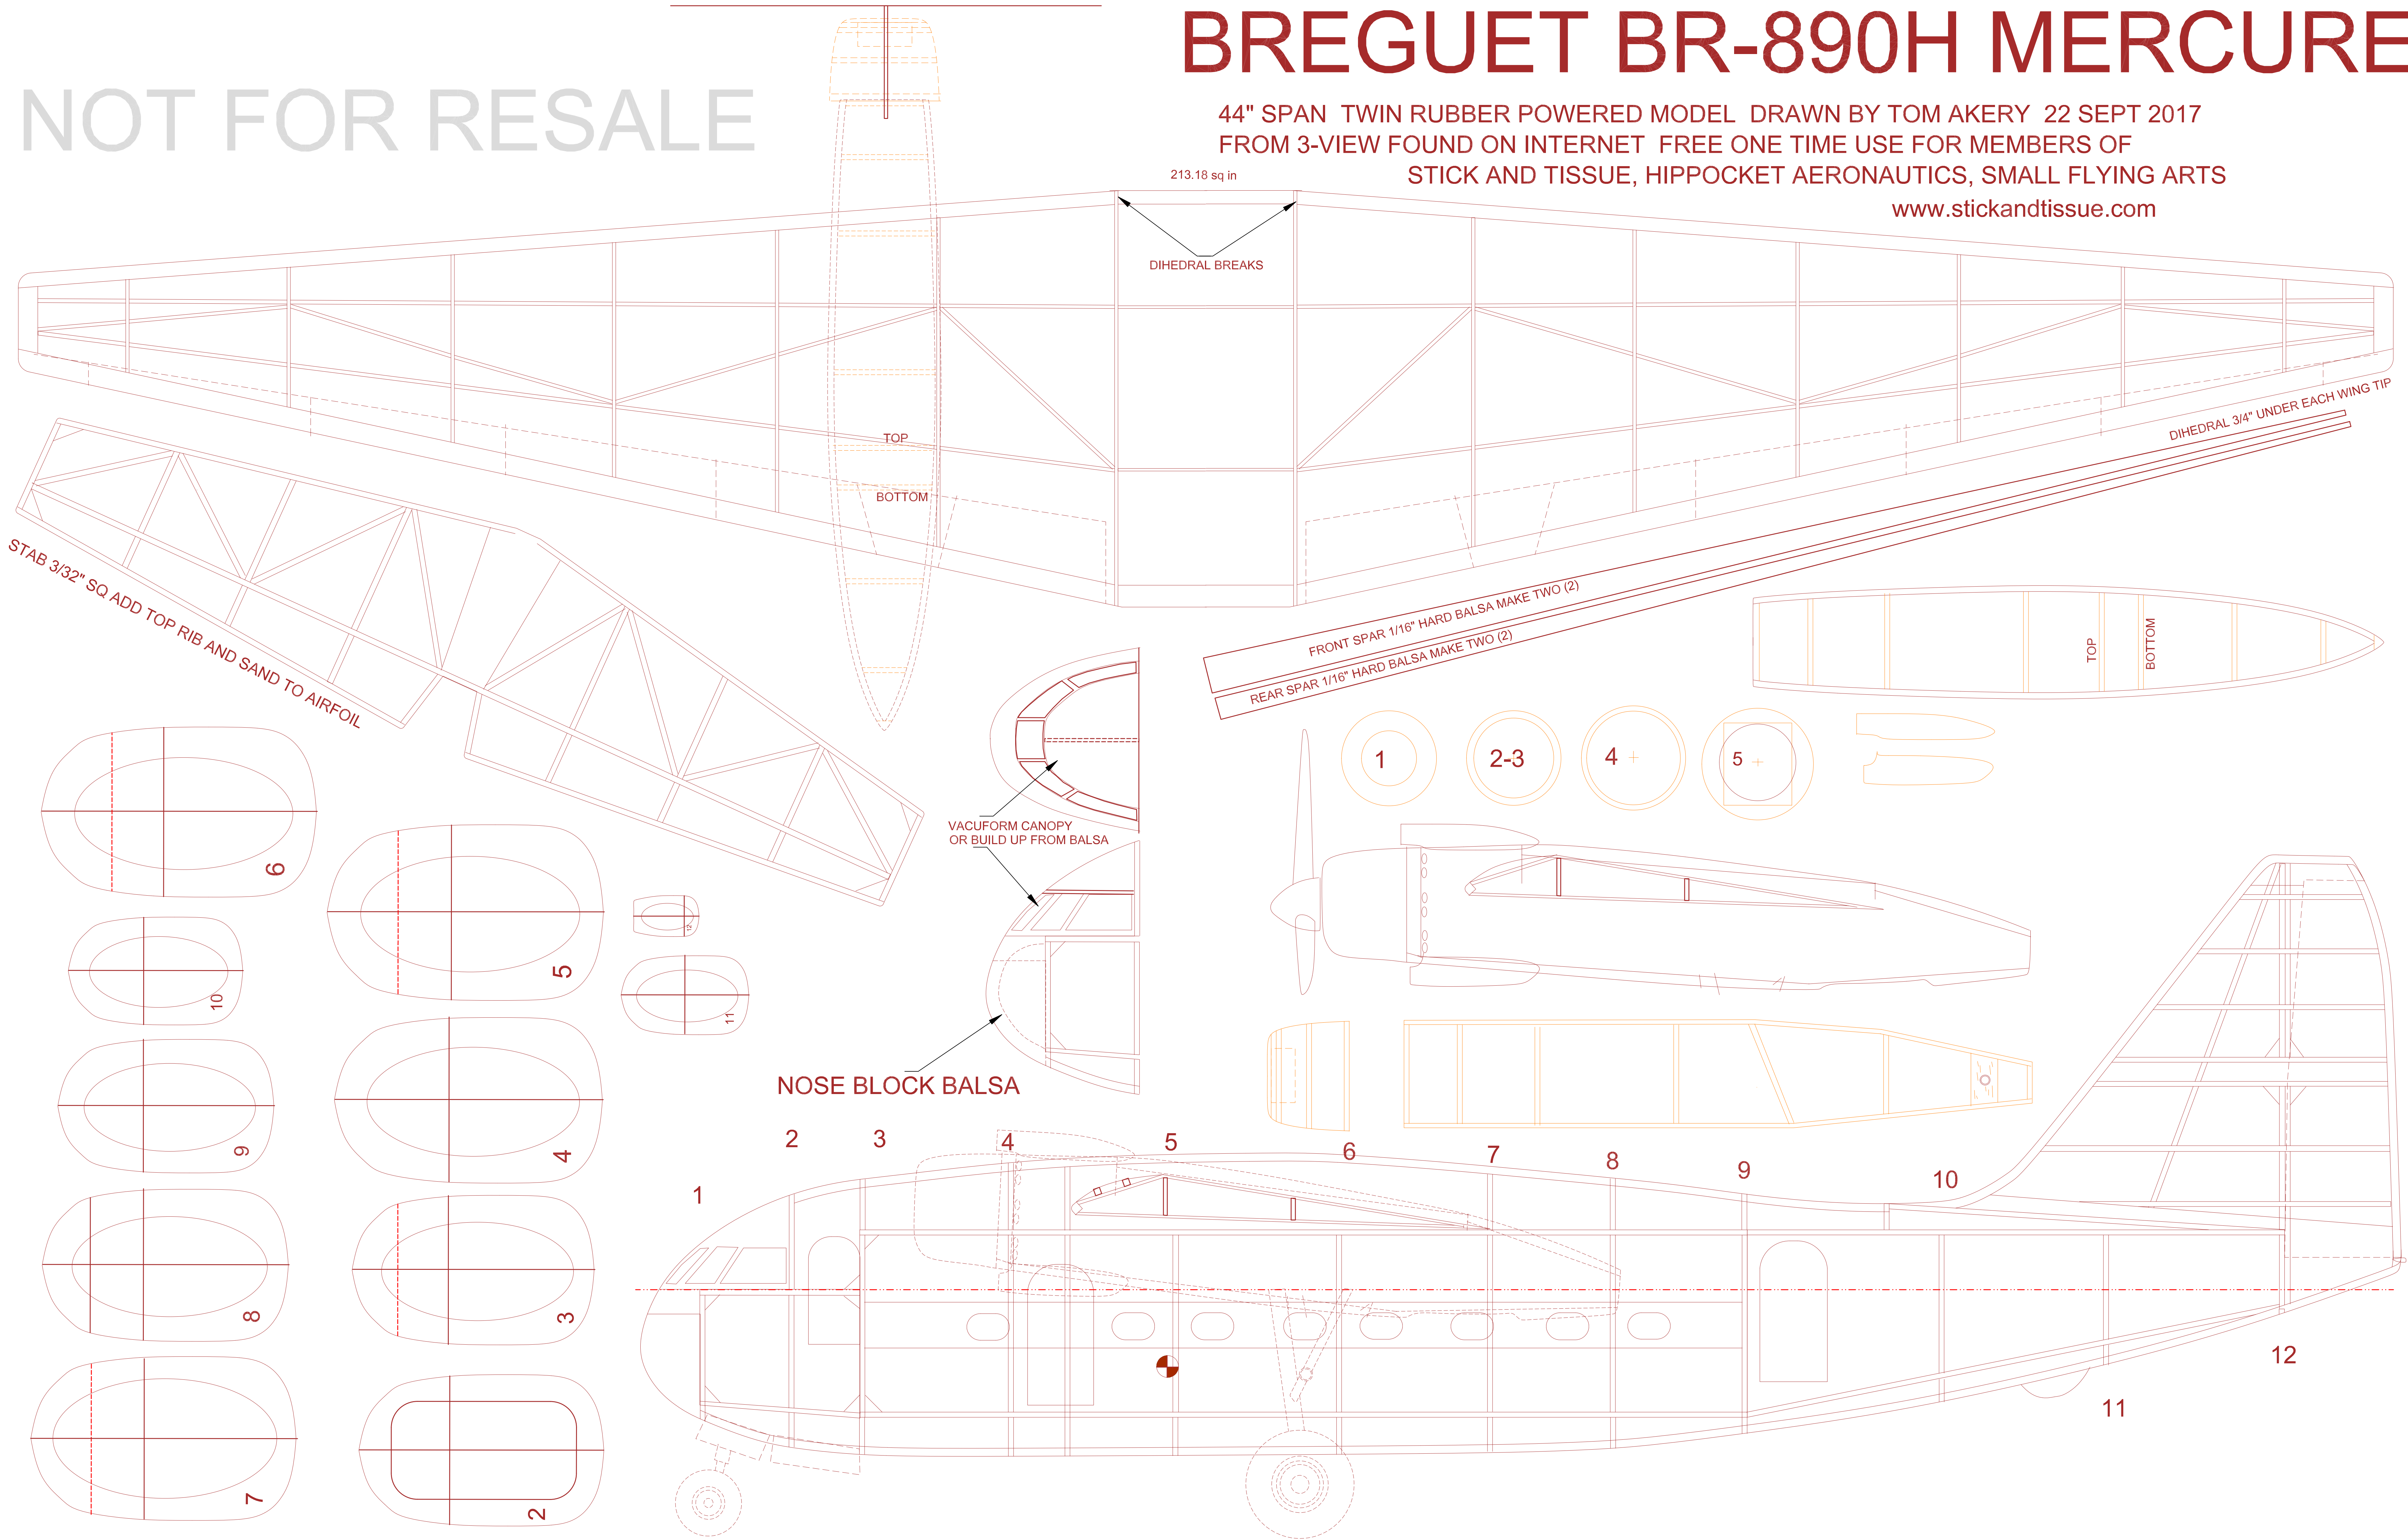 BREGUET BR-890H MERCURE
NOT FOR RESALE
44" SPAN  TWIN RUBBER POWERED MODEL  DRAWN BY TOM AKERY  22 SEPT 2017
FROM 3-VIEW FOUND ON INTERNET  FREE ONE TIME USE FOR MEMBERS OF
STICK AND TISSUE, HIPPOCKET AERONAUTICS, SMALL FLYING ARTS
www.stickandtissue.com
213.18 sq in
DIHEDRAL BREAKS
TOP
BOTTOM
DIHEDRAL 3/4" UNDER EACH WING TIP
STAB 3/32" SQ ADD TOP RIB AND SAND TO AIRFOIL
FRONT SPAR 1/16" HARD BALSA MAKE TWO (2)
REAR SPAR 1/16" HARD BALSA MAKE TWO (2)
TOP
BOTTOM
1
2-3
4
5
VACUFORM CANOPY
OR BUILD UP FROM BALSA
6
5
12
10
11
9
4
8
3
7
2
NOSE BLOCK BALSA
1
2
3
4
5
6
7
8
9
10
11
12